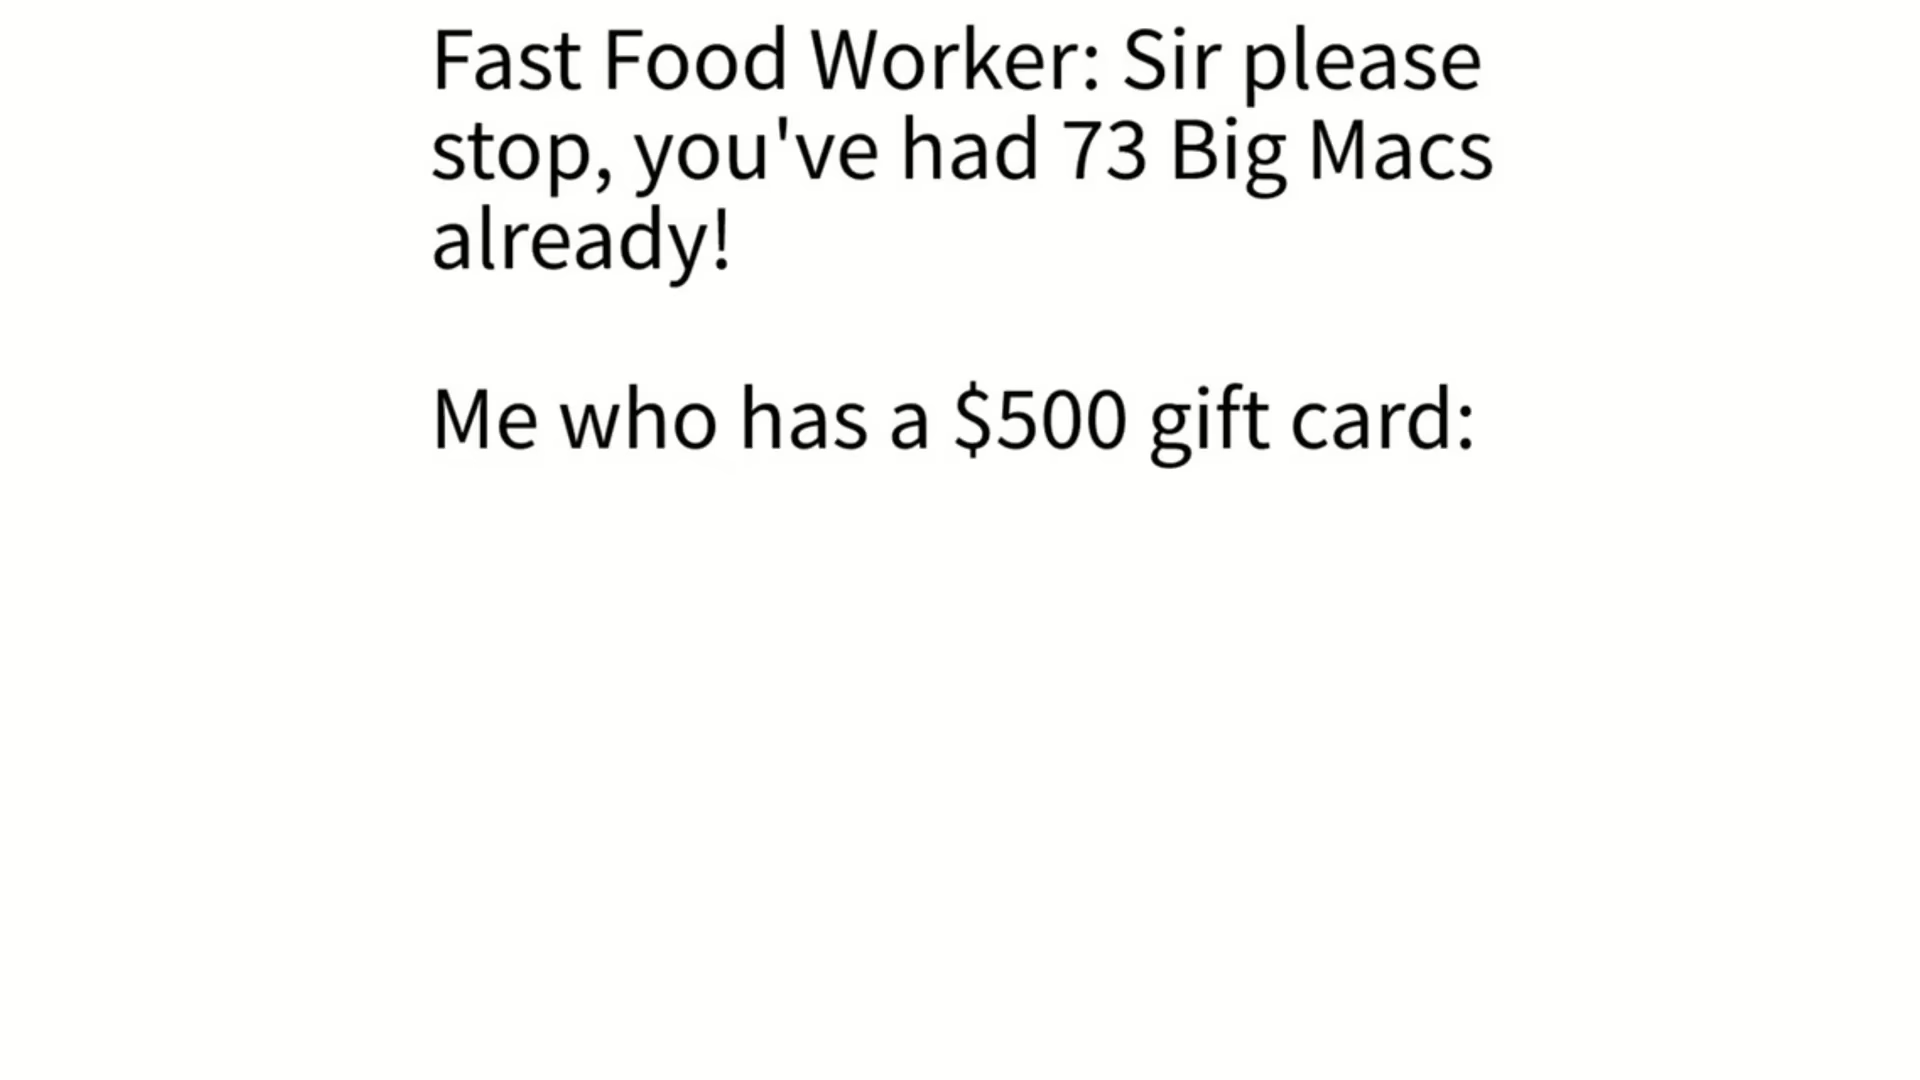 Fast Food Worker: Sir please
stop, you've had 73 Big Macs
already!
Me who has a $500 gift card: